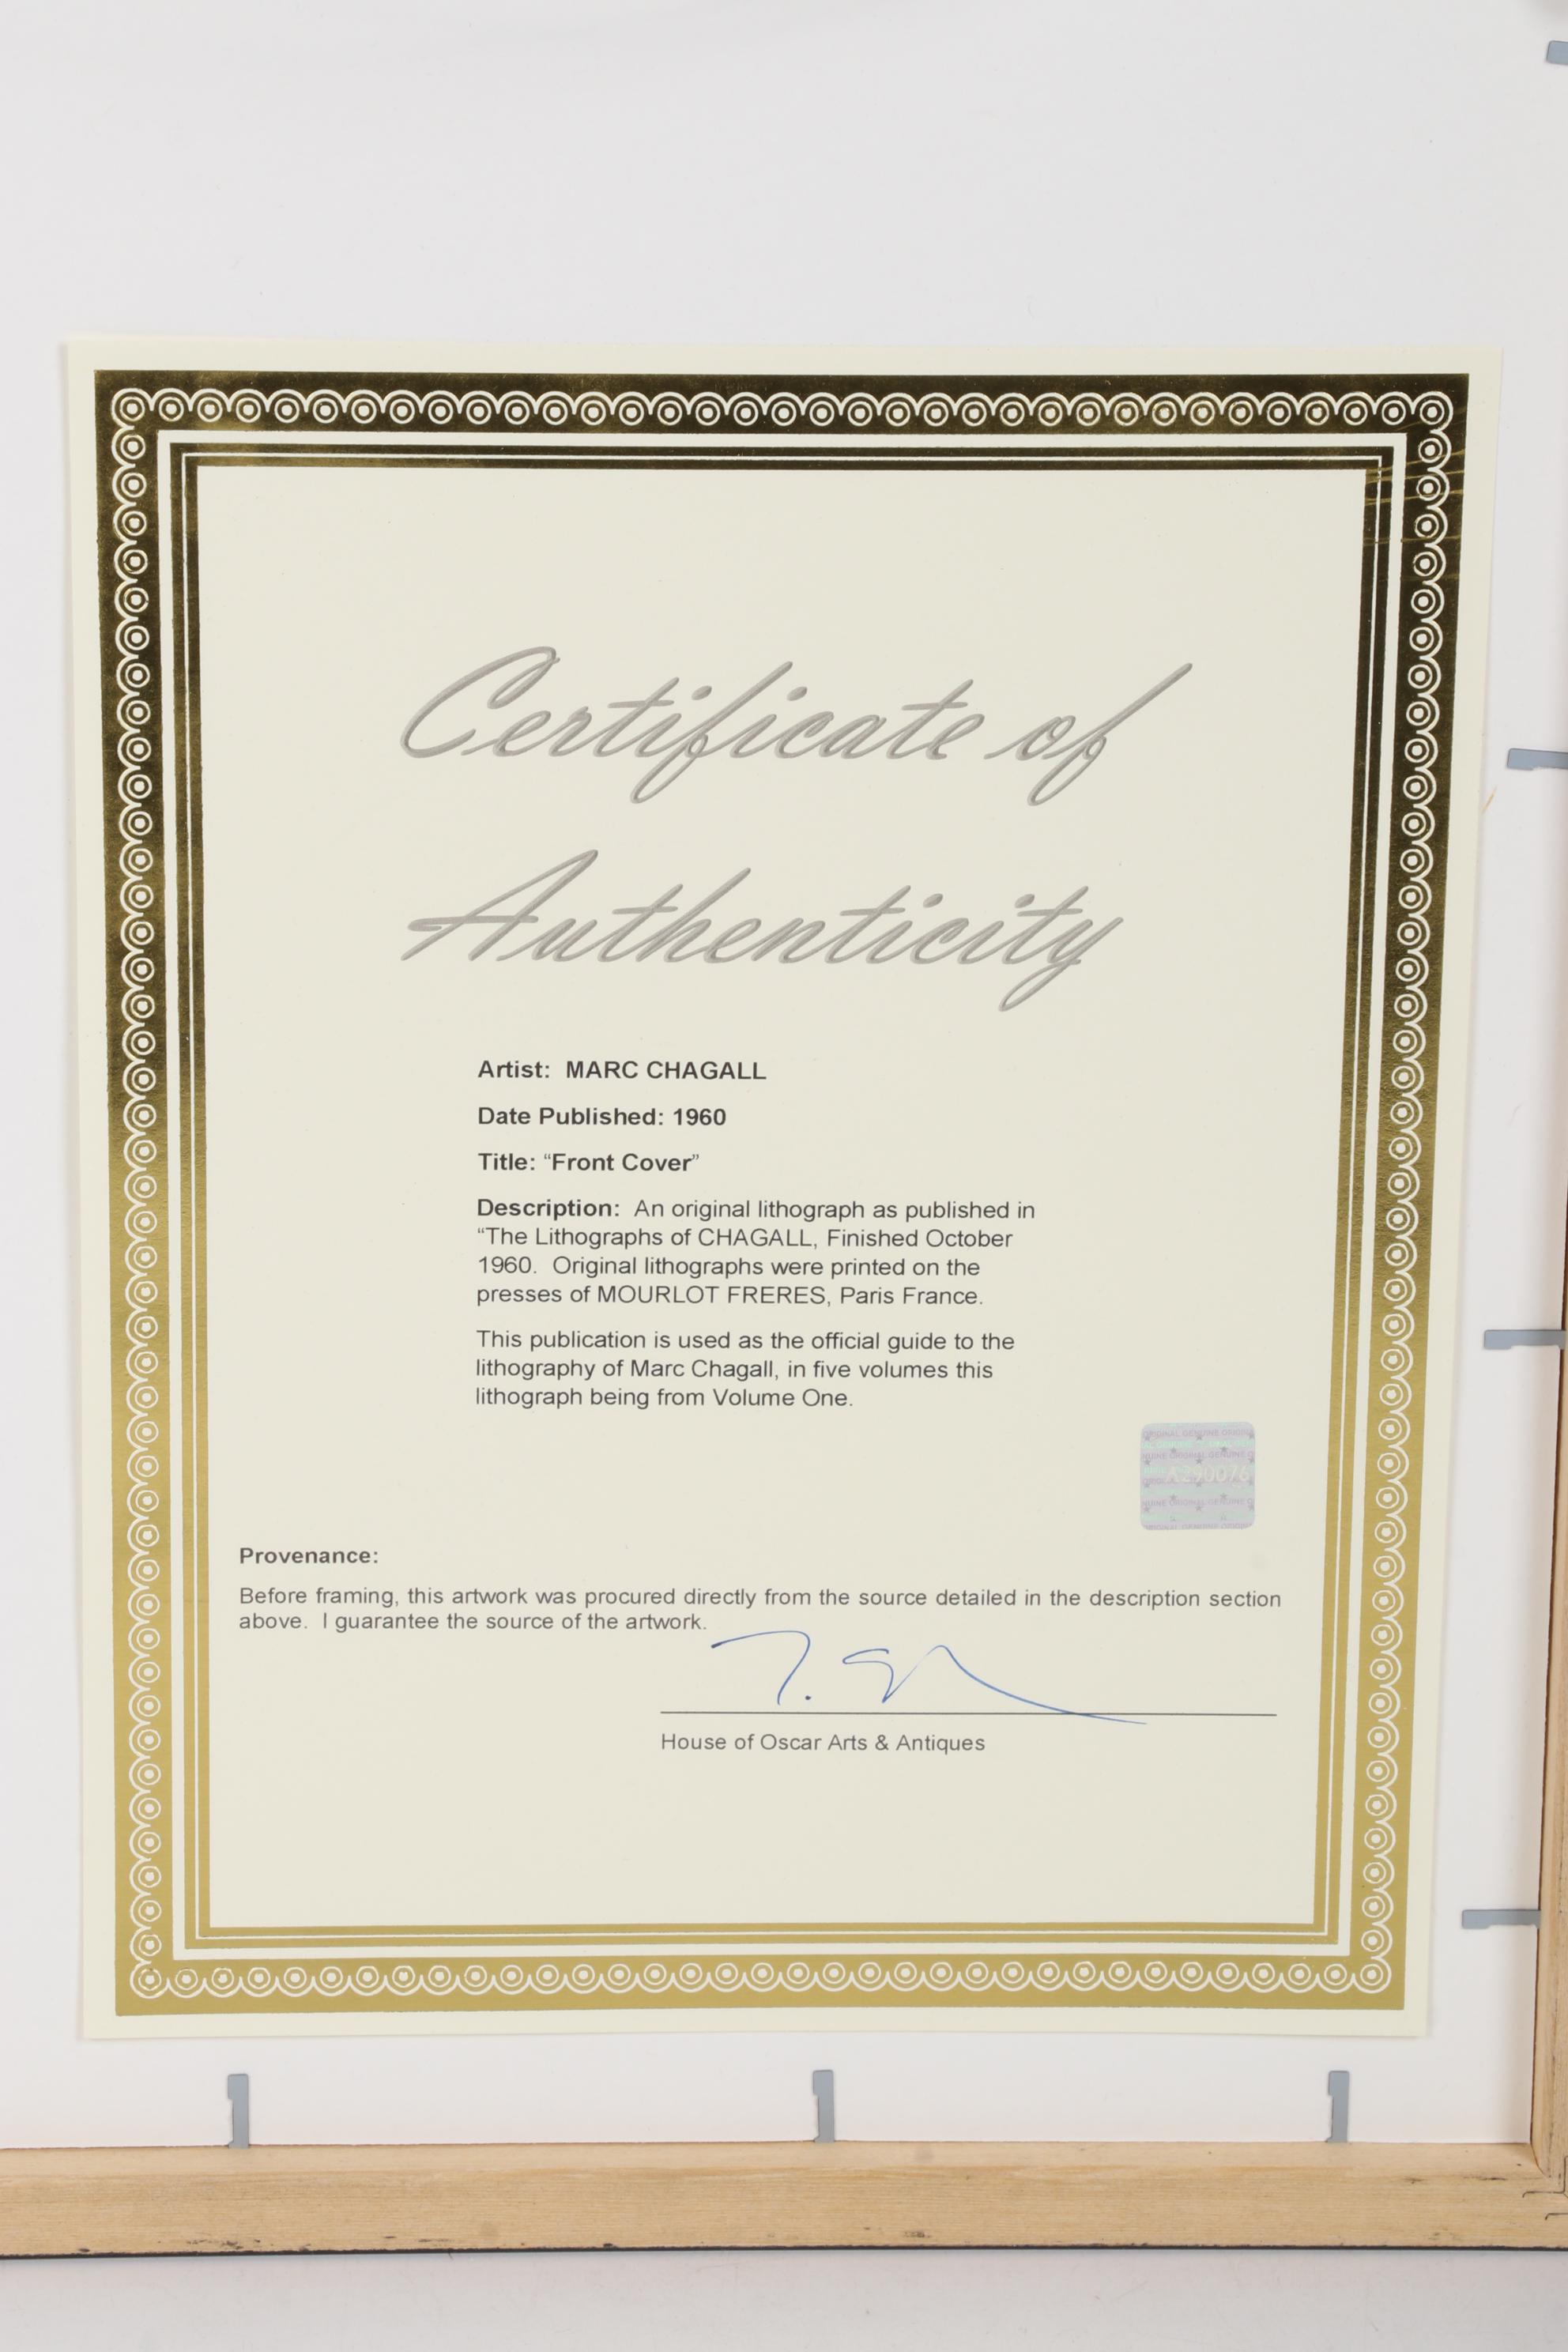 Certificate of
Authenticity
Artist: MARC CHAGALL
Date Published: 1960
Title: “Front Cover”
Description: An original lithograph as published in
“The Lithographs of CHAGALL, Finished October
1960. Original lithographs were printed on the
presses of MOURLOT FRERES, Paris France.
This publication is used as the official guide to the
lithography of Marc Chagall, in five volumes this
lithograph being from Volume One.
A290076
Provenance:
Before framing, this artwork was procured directly from the source detailed in the description section
above. I guarantee the source of the artwork.
House of Oscar Arts & Antiques